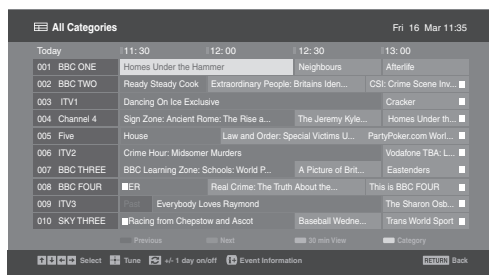 All Categories Fri 16 Mar 11:35
Today 11:30 12:00 12:30 13:00
001 BBC ONE Homes Under the Hammer Neighbours Afterlife
002 BBC TWO Ready Steady Cook Extraordinary People: Britains Iden... CSI: Crime Scene Inv...
003 ITV1 Dancing On Ice Exclusive Cracker
004 Channel 4 Sign Zone: Ancient Rome: The Rise a... The Jeremy Kyle... Homes Under th...
005 Five House Law and Order: Special Victims U... PartyPoker.com Worl...
006 ITV2 Crime Hour: Midsomer Murders Vodafone TBA: L...
007 BBC THREE BBC Learning Zone: Schools: World P... A Picture of Brit... Eastenders
008 BBC FOUR ER Real Crime: The Truth About the... This is BBC FOUR
009 ITV3 Past Everybody Loves Raymond The Sharon Osb...
010 SKY THREE Racing from Chepstow and Ascot Baseball Wedne... Trans World Sport
Previous Next 30 min View Category
Select Tune +/- 1 day on/off Event Information RETURN Back